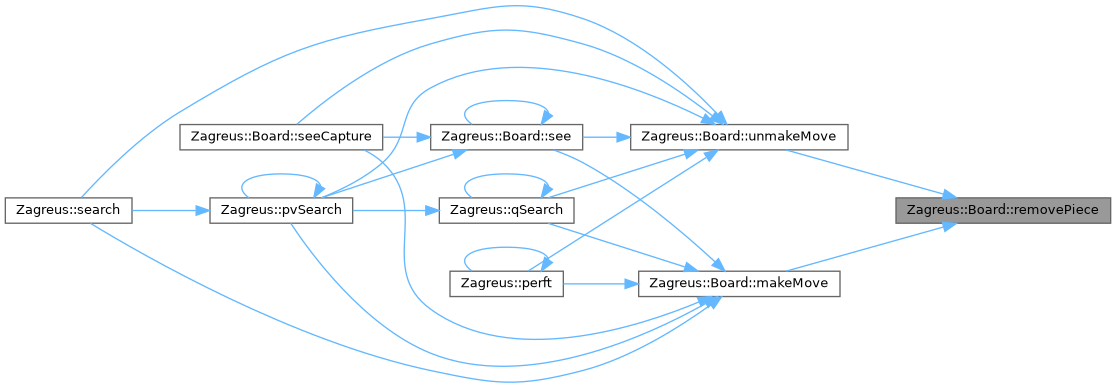 Zagreus::Board::seeCapture
Zagreus::Board::see
Zagreus::Board::unmakeMove
Zagreus::search
Zagreus::pvSearch
Zagreus::qSearch
Zagreus::Board::removePiece
Zagreus::perft
Zagreus::Board::makeMove